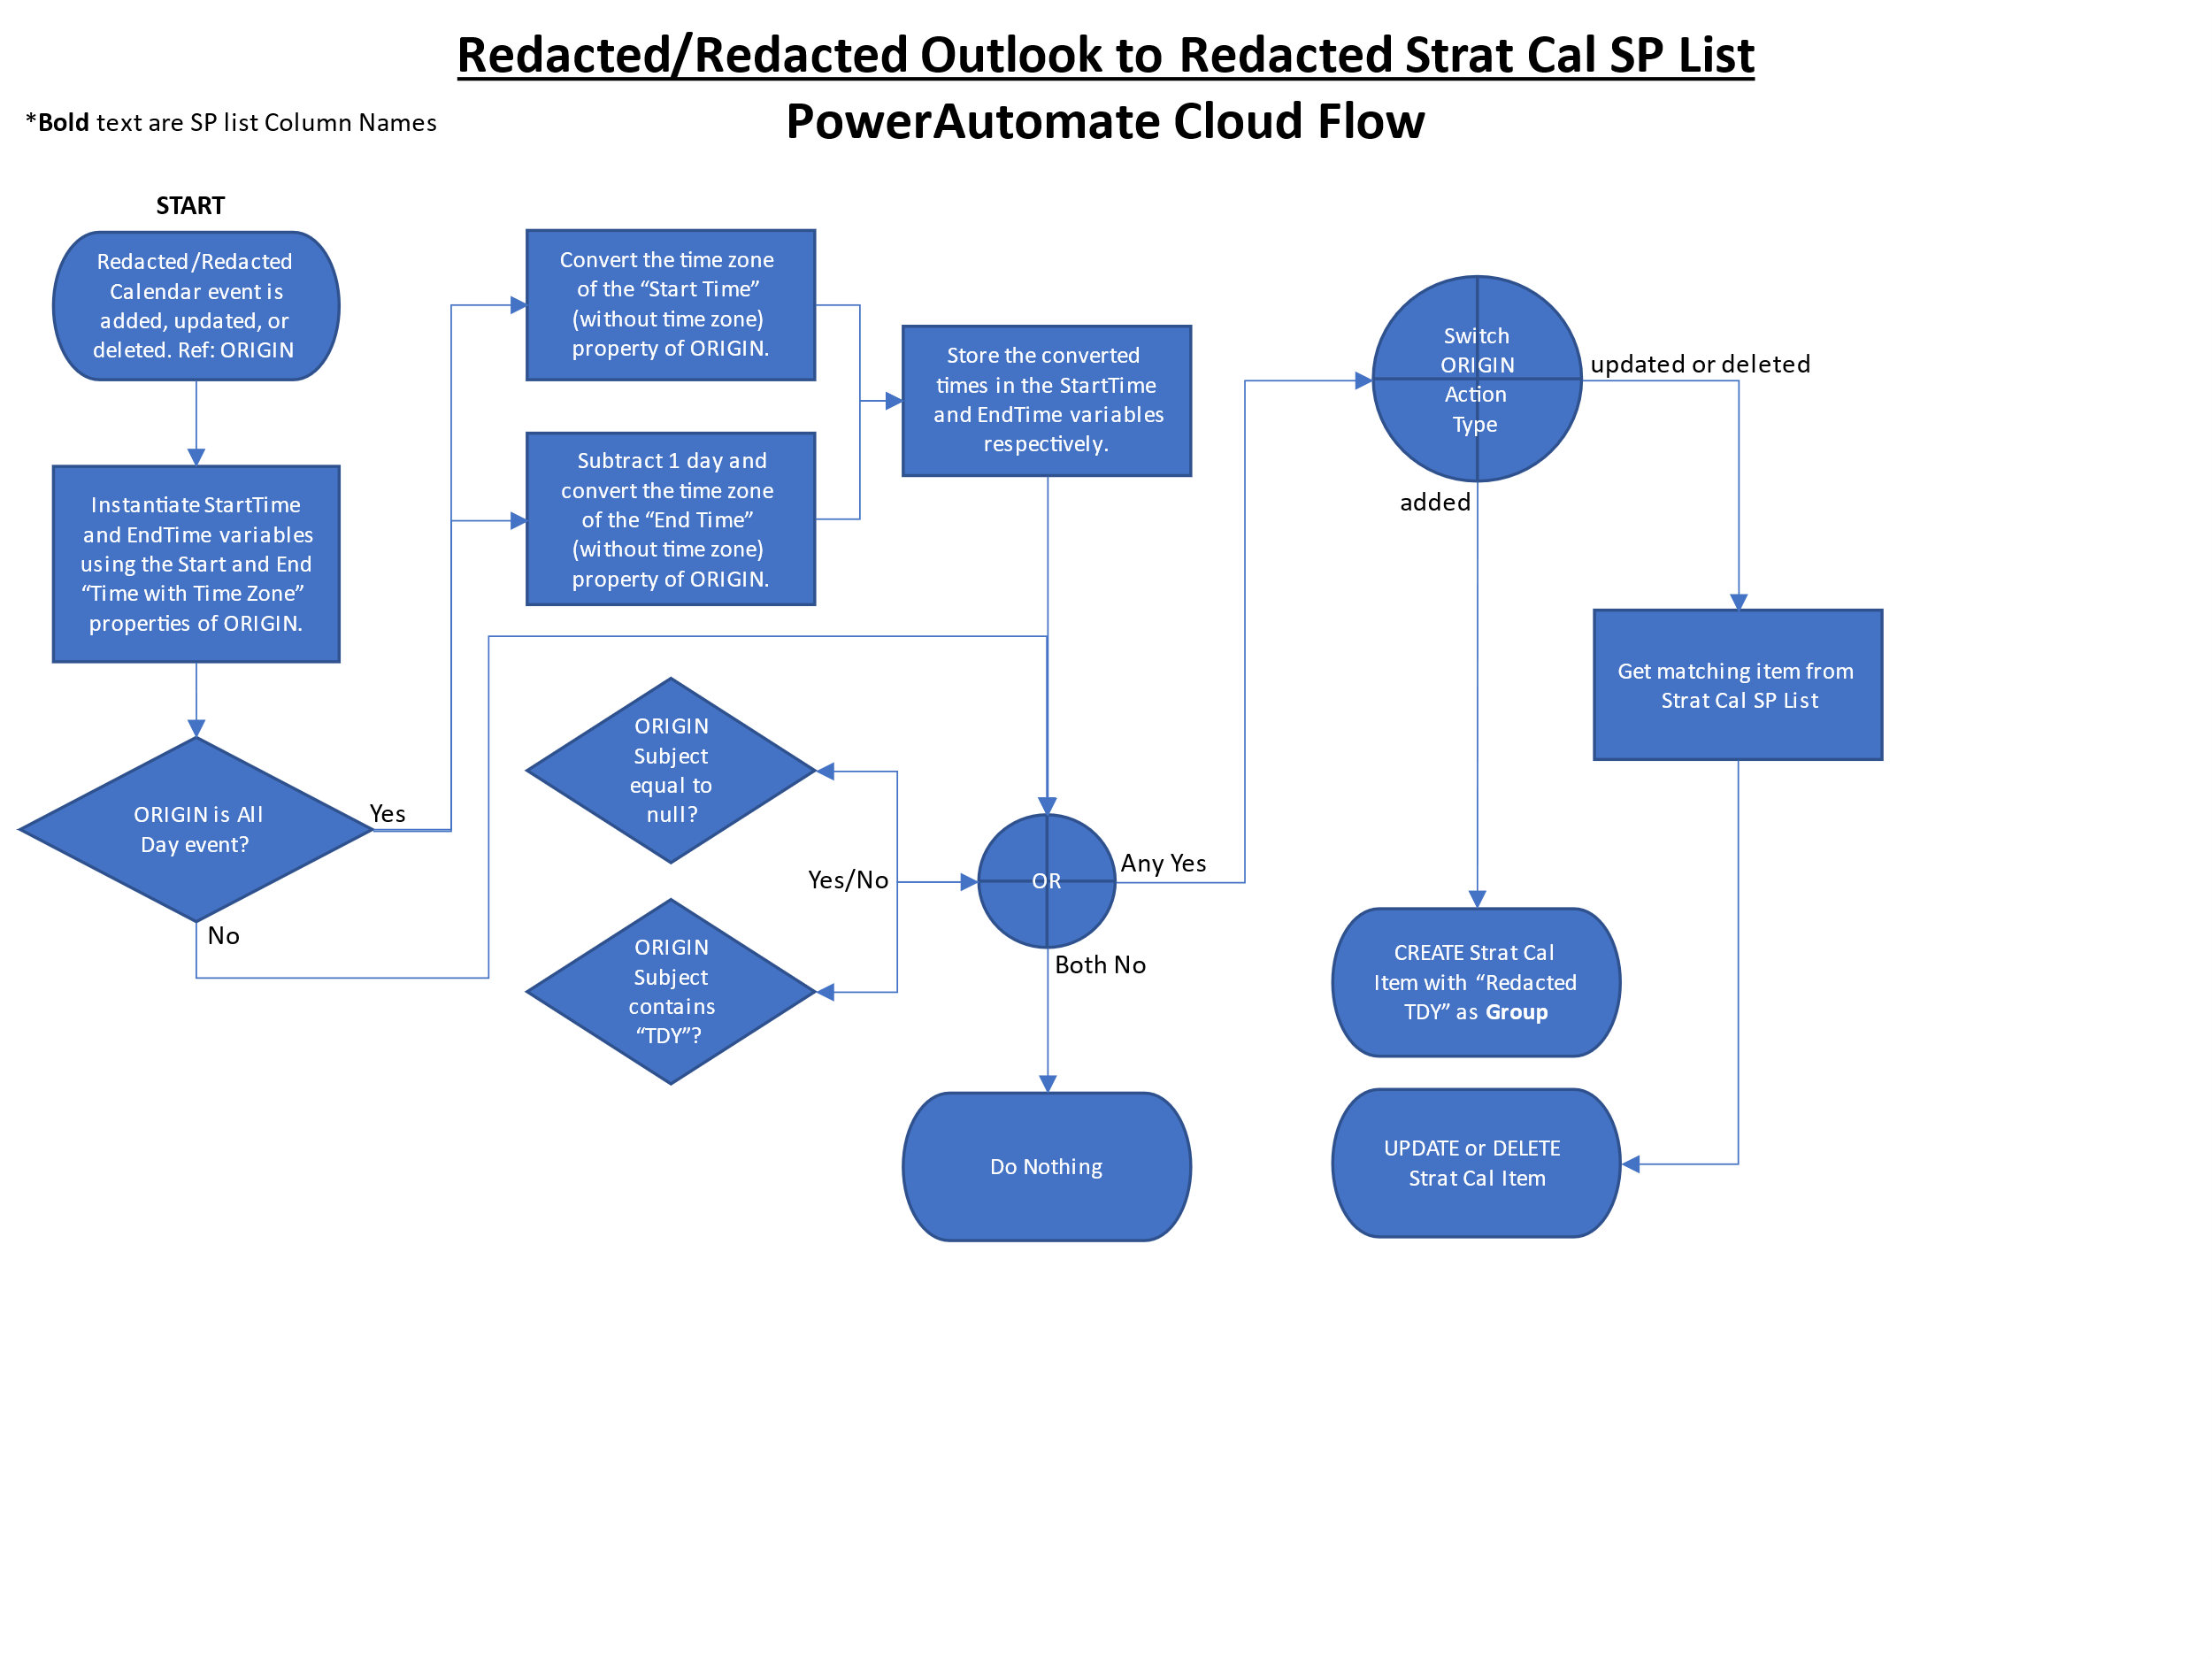 Redacted/Redacted Outlook to Redacted Strat Cal SP List
PowerAutomate Cloud Flow
*Bold text are SP list Column Names
START
Redacted/Redacted
Calendar event is
added, updated, or
deleted. Ref: ORIGIN
Instantiate StartTime
and EndTime variables
using the Start and End
“Time with Time Zone”
properties of ORIGIN.
ORIGIN is All
Day event?
Yes
No
Convert the time zone
of the “Start Time”
(without time zone)
property of ORIGIN.
Subtract 1 day and
convert the time zone
of the “End Time”
(without time zone)
property of ORIGIN.
Store the converted
times in the StartTime
and EndTime variables
respectively.
ORIGIN
Subject
equal to
null?
ORIGIN
Subject
contains
“TDY”?
Yes/No
OR
Any Yes
Both No
Do Nothing
Switch
ORIGIN
Action
Type
updated or deleted
added
Get matching item from
Strat Cal SP List
CREATE Strat Cal
Item with “Redacted
TDY” as Group
UPDATE or DELETE
Strat Cal Item